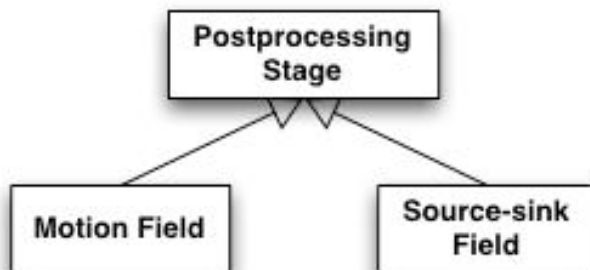 Postprocessing
Stage
Motion Field
Source-sink
Field